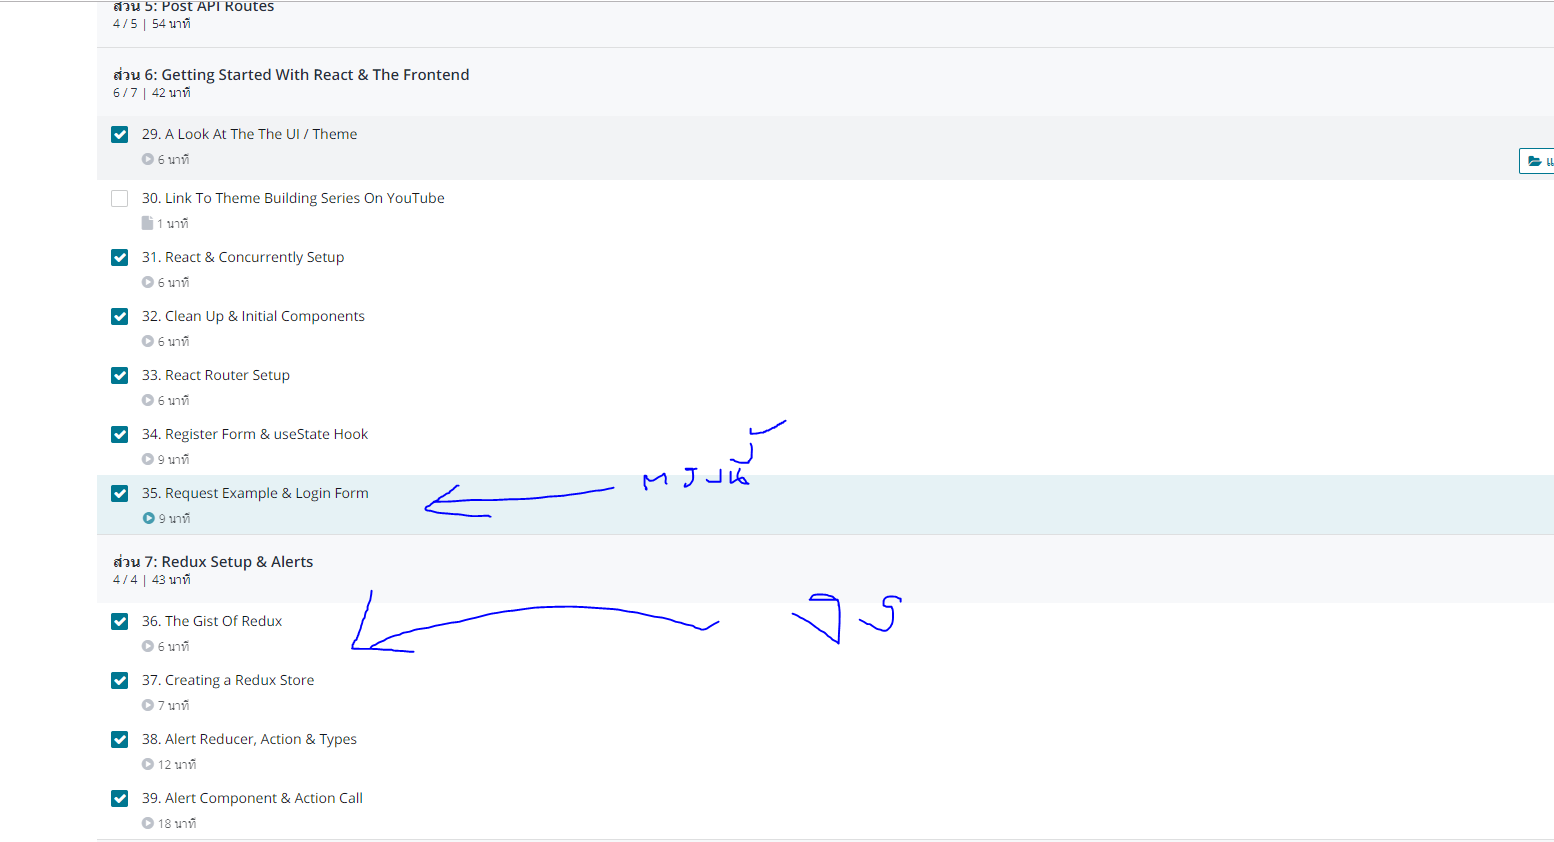 ส่วน 5: Post API Routes
4 / 5 | 54 นาที
ส่วน 6: Getting Started With React & The Frontend
6 / 7 | 42 นาที
29. A Look At The The UI / Theme
6 นาที
30. Link To Theme Building Series On YouTube
1 นาที
31. React & Concurrently Setup
6 นาที
32. Clean Up & Initial Components
6 นาที
33. React Router Setup
6 นาที
34. Register Form & useState Hook
9 นาที
35. Request Example & Login Form
9 นาที
ส่วน 7: Redux Setup & Alerts
4 / 4 | 43 นาที
36. The Gist Of Redux
6 นาที
37. Creating a Redux Store
7 นาที
38. Alert Reducer, Action & Types
12 นาที
39. Alert Component & Action Call
18 นาที